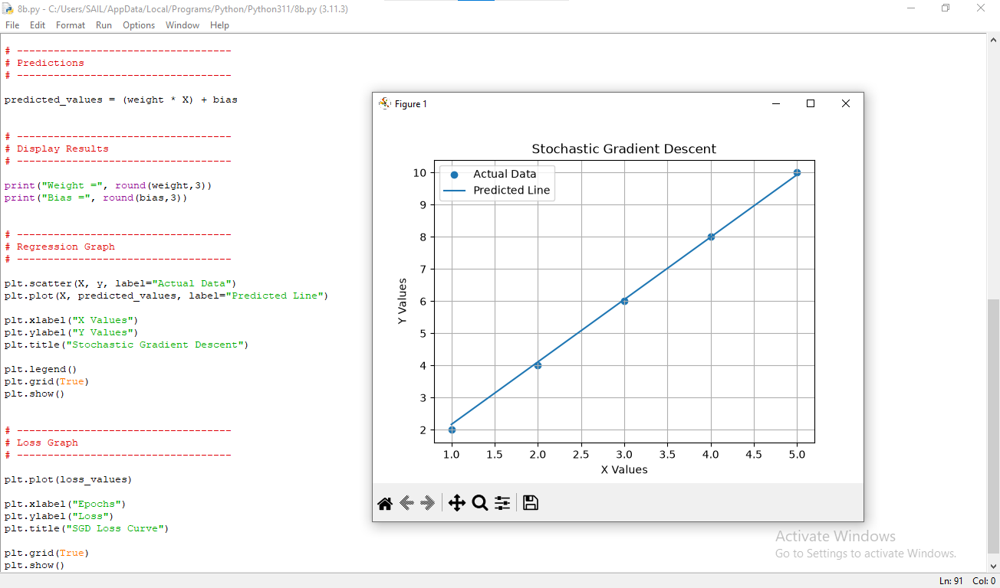 8b.py - C:/Users/SAIL/AppData/Local/Programs/Python/Python311/8b.py (3.11.3)
File Edit Format Run Options Window Help
# -----------------------------------
# Predictions
# -----------------------------------
predicted_values = (weight * X) + bias
# -----------------------------------
# Display Results
# -----------------------------------
print("Weight =", round(weight,3))
print("Bias =", round(bias,3))
# -----------------------------------
# Regression Graph
# -----------------------------------
plt.scatter(X, y, label="Actual Data")
plt.plot(X, predicted_values, label="Predicted Line")
plt.xlabel("X Values")
plt.ylabel("Y Values")
plt.title("Stochastic Gradient Descent")
plt.legend()
plt.grid(True)
plt.show()
# -----------------------------------
# Loss Graph
# -----------------------------------
plt.plot(loss_values)
plt.xlabel("Epochs")
plt.ylabel("Loss")
plt.title("SGD Loss Curve")
plt.grid(True)
plt.show()
Figure 1
Stochastic Gradient Descent
Actual Data
Predicted Line
10
9
8
7
6
5
4
3
2
Y Values
1.0 1.5 2.0 2.5 3.0 3.5 4.0 4.5 5.0
X Values
Activate Windows
Go to Settings to activate Windows.
Ln: 91 Col: 0